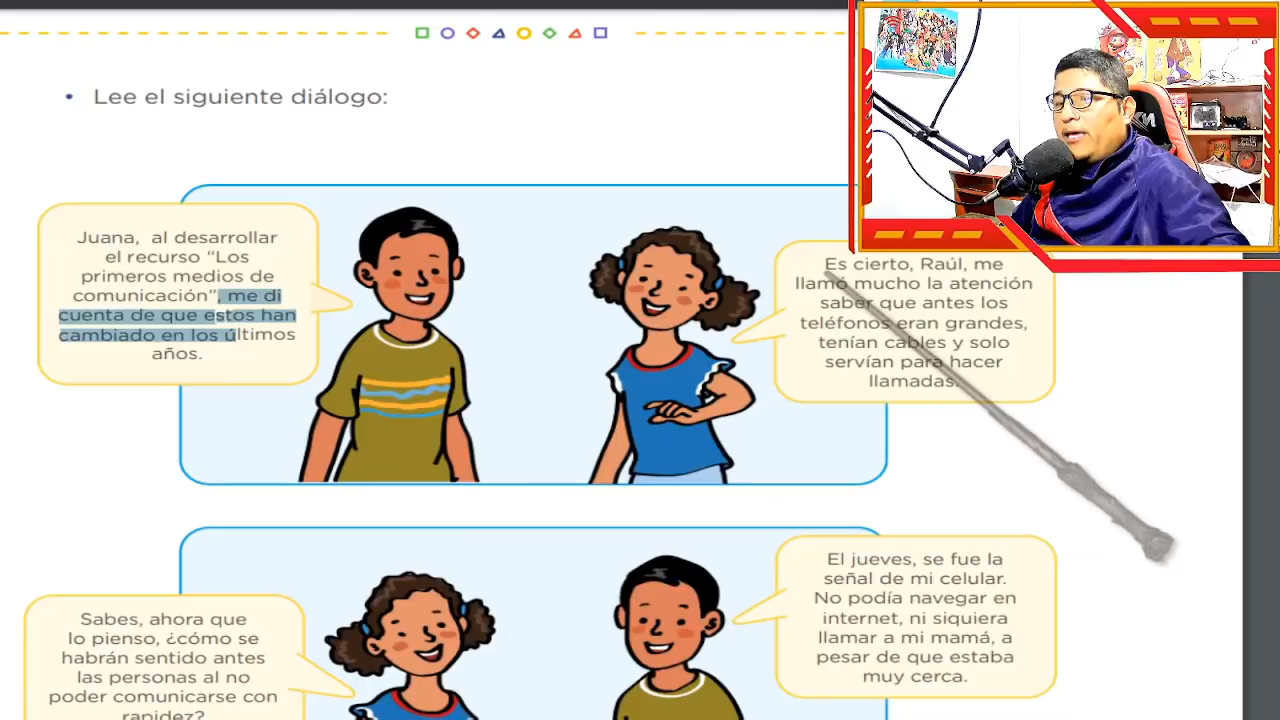 Lee el siguiente diálogo:
Juana, al desarrollar
el recurso “Los
primeros medios de
comunicación”, me di
cuenta de que estos han
cambiado en los últimos
años.
Es cierto, Raúl, me
llamó mucho la atención
saber que antes los
teléfonos eran grandes,
tenían cables y solo
servían para hacer
llamadas.
Sabes, ahora que
lo pienso, ¿cómo se
habrán sentido antes
las personas al no
poder comunicarse con
rapidez?
El jueves, se fue la
señal de mi celular.
No podía navegar en
internet, ni siquiera
llamar a mi mamá, a
pesar de que estaba
muy cerca.